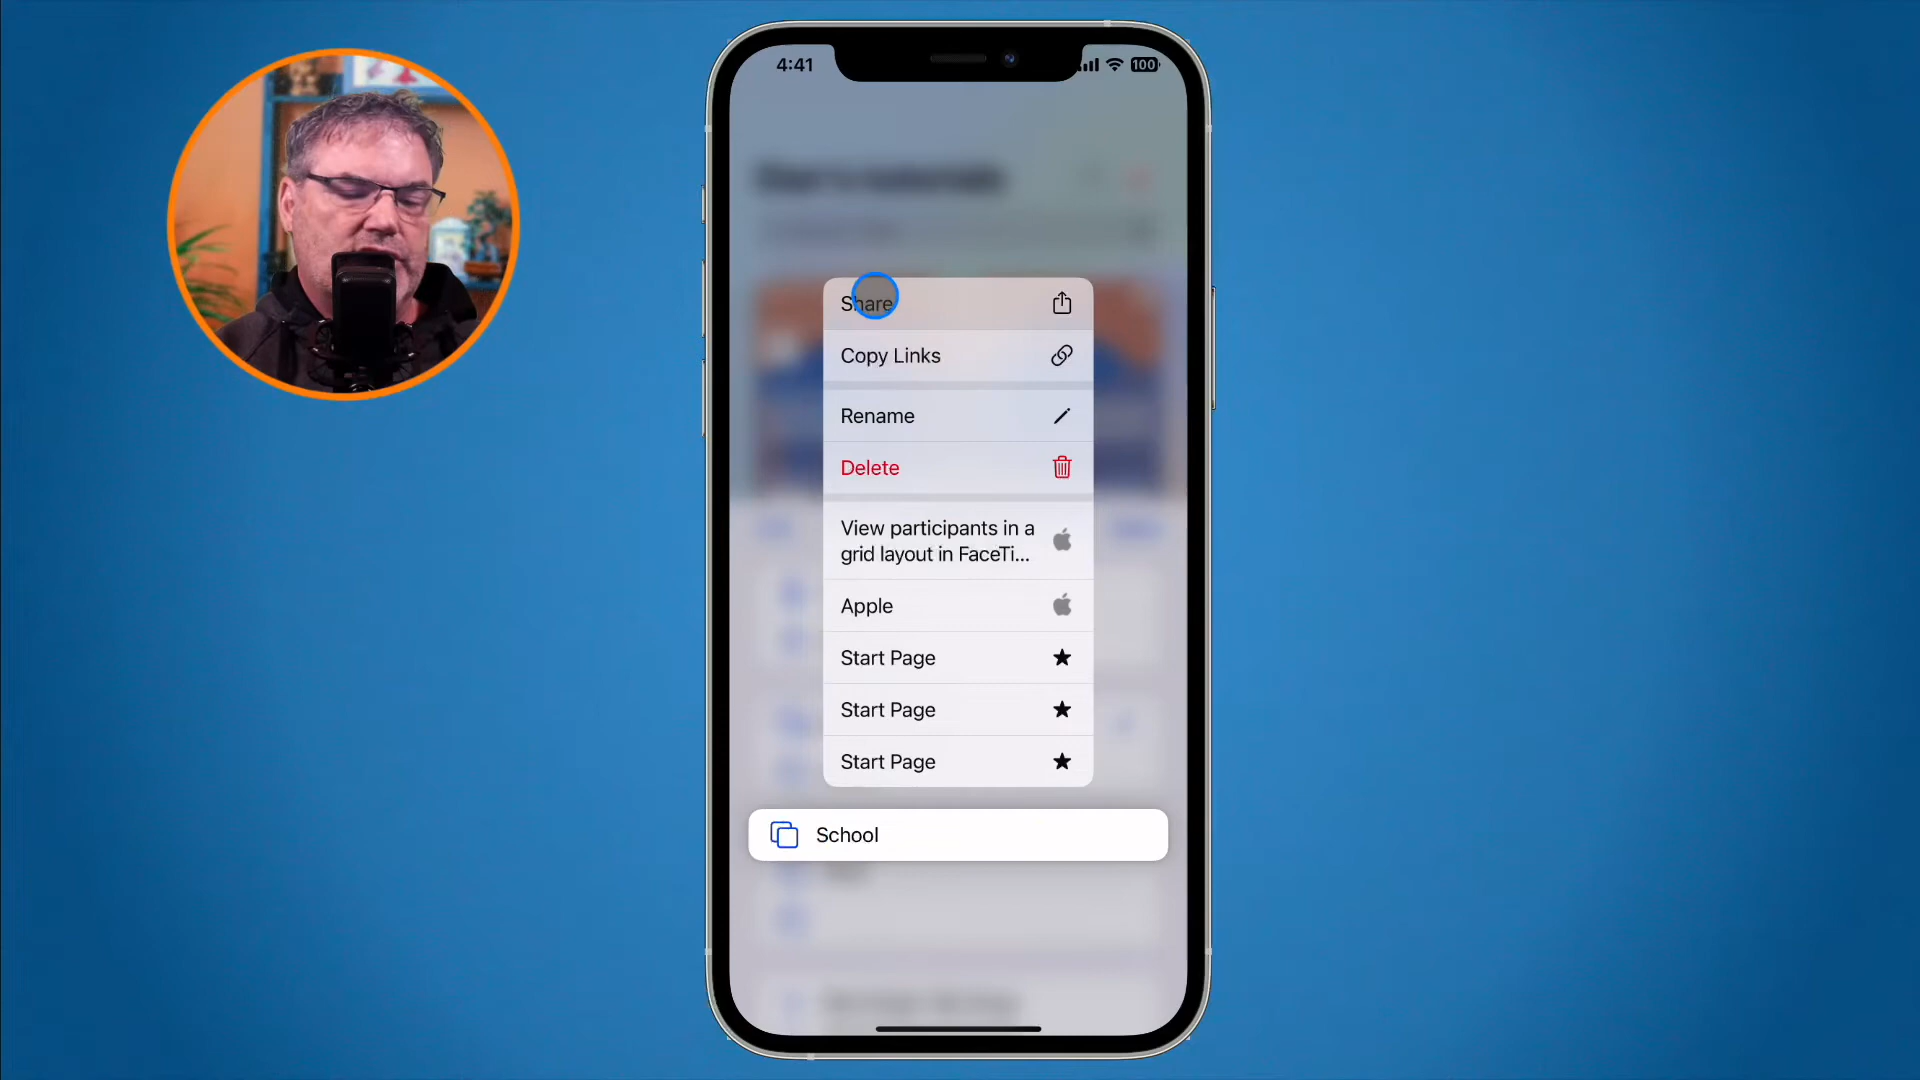 4:41
100
Share
Copy Links
Rename
Delete
View participants in a
grid layout in FaceTi...
Apple
Start Page
Start Page
Start Page
School